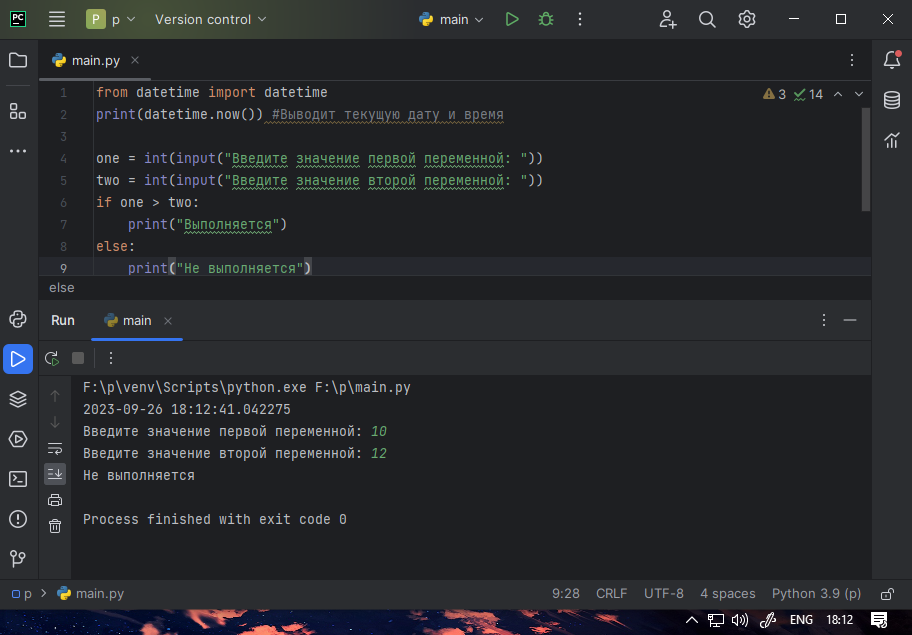 PC
P p Version control main
main.py
1 from datetime import datetime
2 print(datetime.now()) #Выводит текущую дату и время
3
4 one = int(input("Введите значение первой переменной: "))
5 two = int(input("Введите значение второй переменной: "))
6 if one > two:
7 print("Выполняется")
8 else:
9 print("Не выполняется")
3 14
else
Run main
F:\p\venv\Scripts\python.exe F:\p\main.py
2023-09-26 18:12:41.042275
Введите значение первой переменной: 10
Введите значение второй переменной: 12
Не выполняется
Process finished with exit code 0
p main.py 9:28 CRLF UTF-8 4 spaces Python 3.9 (p)
ENG 18:12